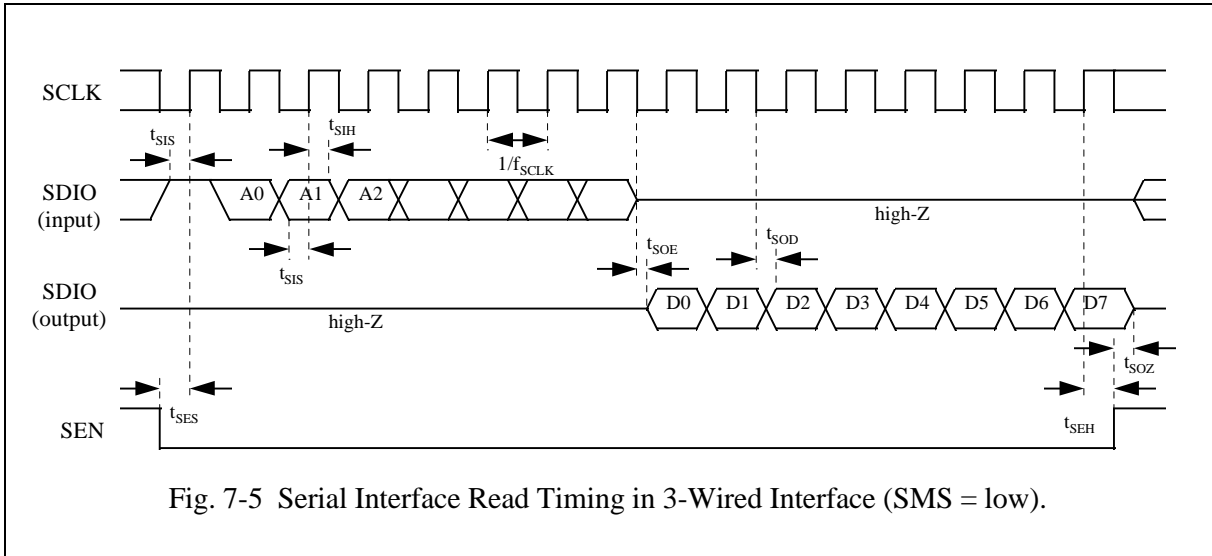 SCLK
tSIS
tSIH
1/fSCLK
SDIO
(input)
A0
A1
A2
high-Z
tSIS
tSOE
tSOD
SDIO
(output)
high-Z
D0
D1
D2
D3
D4
D5
D6
D7
tSOZ
tSES
tSEH
SEN
Fig. 7-5 Serial Interface Read Timing in 3-Wired Interface (SMS = low).